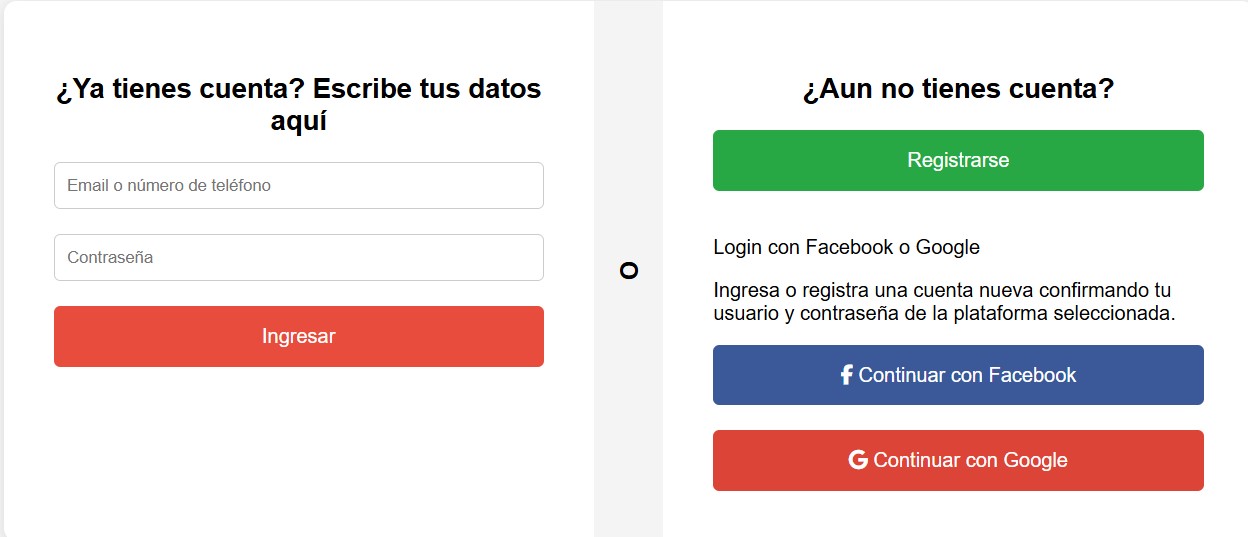 ¿Ya tienes cuenta? Escribe tus datos
aquí
Email o número de teléfono
Contraseña
Ingresar
O
¿Aun no tienes cuenta?
Registrarse
Login con Facebook o Google
Ingresa o registra una cuenta nueva confirmando tu
usuario y contraseña de la plataforma seleccionada.
Continuar con Facebook
Continuar con Google